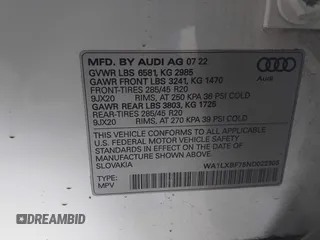 MFD. BY AUDI AG 07 22
GVWR LBS 6581, KG 2985
GAWR FRONT LBS 3241, KG 1470
FRONT-TIRES 285/45 R20
9JX20 RIMS, AT 250 KPA 36 PSI COLD
GAWR REAR LBS 3803, KG 1725
REAR-TIRES 285/45 R20
9JX20 RIMS, AT 270 KPA 39 PSI COLD
Audi
THIS VEHICLE CONFORMS TO ALL APPLICABLE
U.S. FEDERAL MOTOR VEHICLE SAFETY STANDARDS
IN EFFECT ON THE DATE OF MANUFACTURE
SHOWN ABOVE.
SLOVAKIA
TYPE:
MPV
DREAMBID.COM